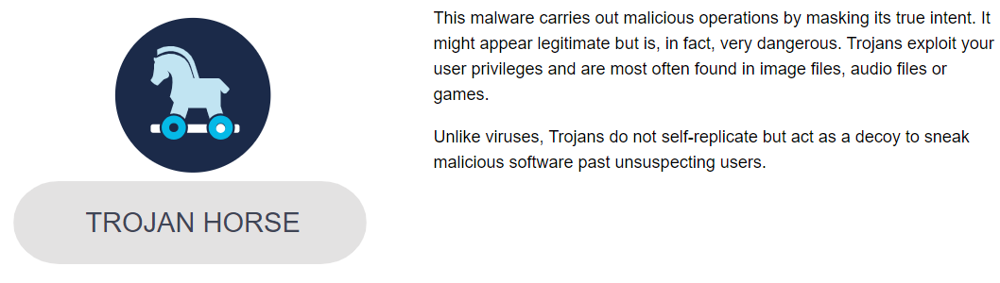 This malware carries out malicious operations by masking its true intent. It
might appear legitimate but is, in fact, very dangerous. Trojans exploit your
user privileges and are most often found in image files, audio files or
games.
Unlike viruses, Trojans do not self-replicate but act as a decoy to sneak
malicious software past unsuspecting users.
TROJAN HORSE